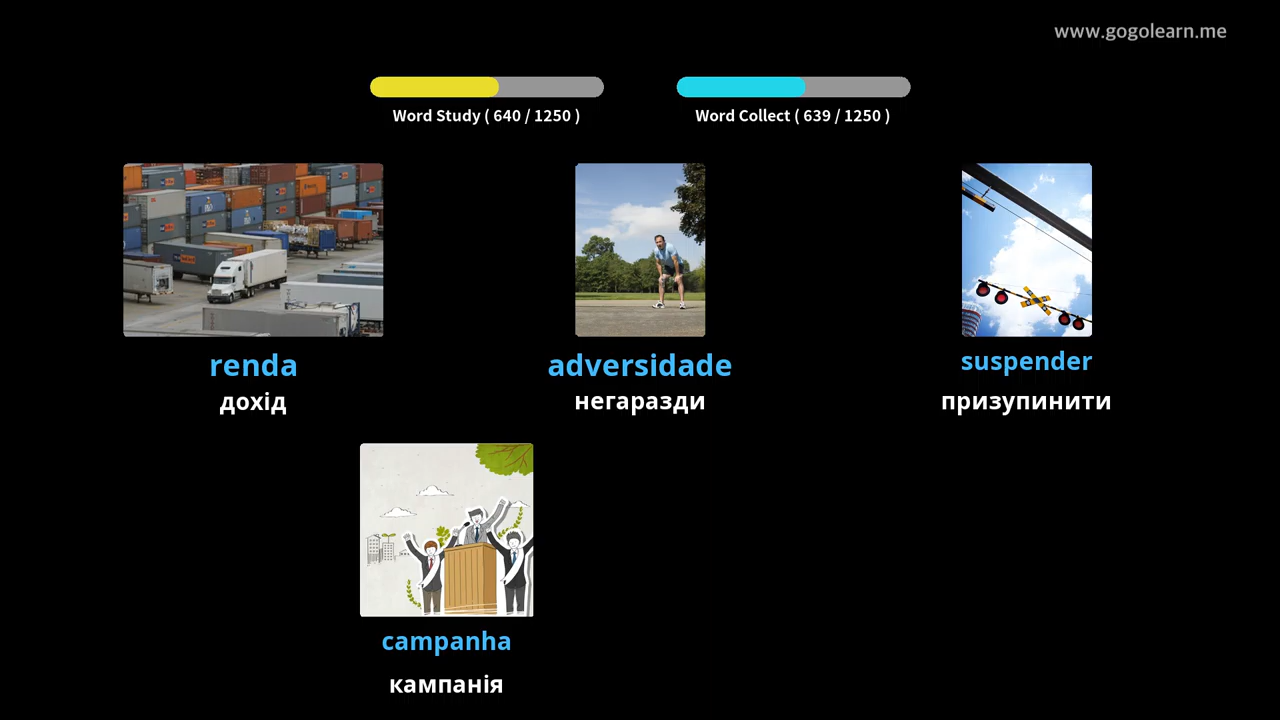 www.gogolearn.me
Word Study ( 640 / 1250 )
Word Collect ( 639 / 1250 )
renda
дохід
adversidade
негаразди
suspender
призупинити
campanha
кампанія